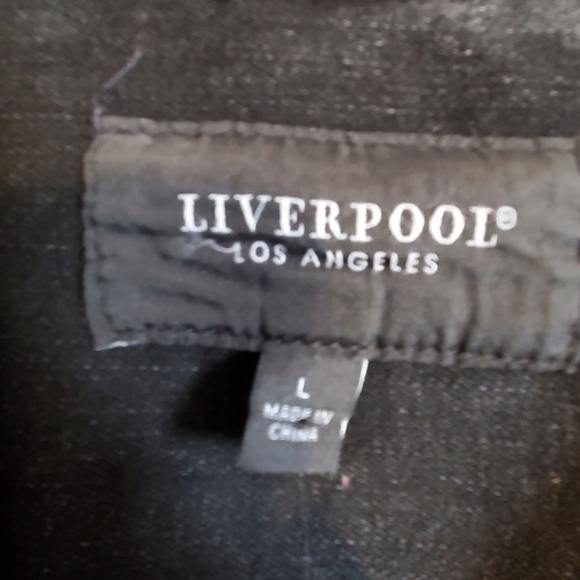 LIVERPOOL®
LOS ANGELES
L
MADE IN
CHINA